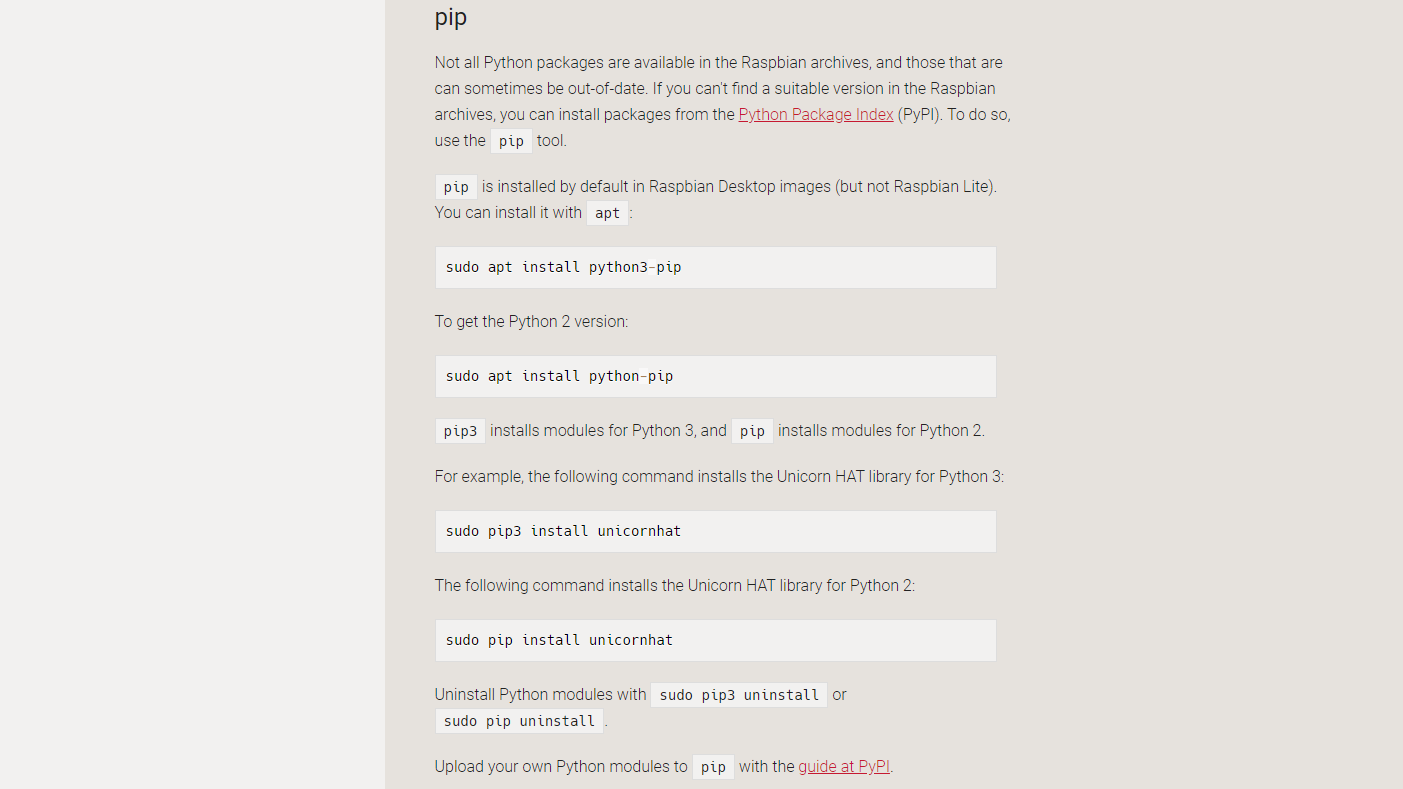 pip
Not all Python packages are available in the Raspbian archives, and those that are
can sometimes be out-of-date. If you can't find a suitable version in the Raspbian
archives, you can install packages from the Python Package Index (PyPI). To do so,
use the pip tool.
pip is installed by default in Raspbian Desktop images (but not Raspbian Lite).
You can install it with apt :
sudo apt install python3-pip
To get the Python 2 version:
sudo apt install python-pip
pip3 installs modules for Python 3, and pip installs modules for Python 2.
For example, the following command installs the Unicorn HAT library for Python 3:
sudo pip3 install unicornhat
The following command installs the Unicorn HAT library for Python 2:
sudo pip install unicornhat
Uninstall Python modules with sudo pip3 uninstall or
sudo pip uninstall .
Upload your own Python modules to pip with the guide at PyPI.